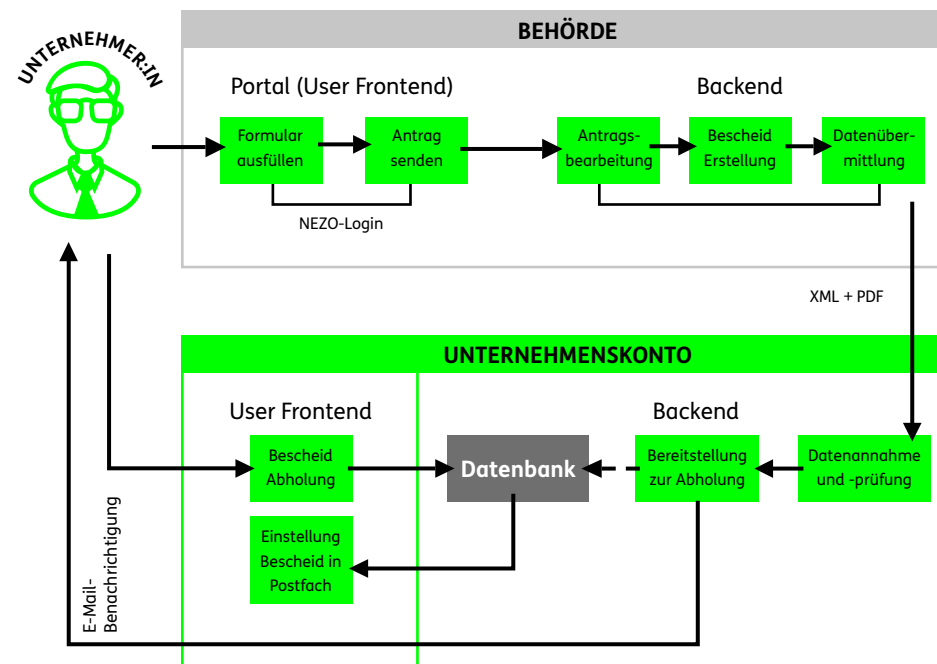 UNTERNEHMER:IN
BEHÖRDE
Portal (User Frontend)
Backend
Formular
ausfüllen
Antrag
senden
Antrags-
bearbeitung
Bescheid
Erstellung
Datenüber-
mittlung
NEZO-Login
XML + PDF
UNTERNEHMENSKONTO
User Frontend
Backend
Bescheid
Abholung
Datenbank
Bereitstellung
zur Abholung
Datenannahme
und -prüfung
Einstellung
Bescheid in
Postfach
E-Mail-
Benachrichtigung